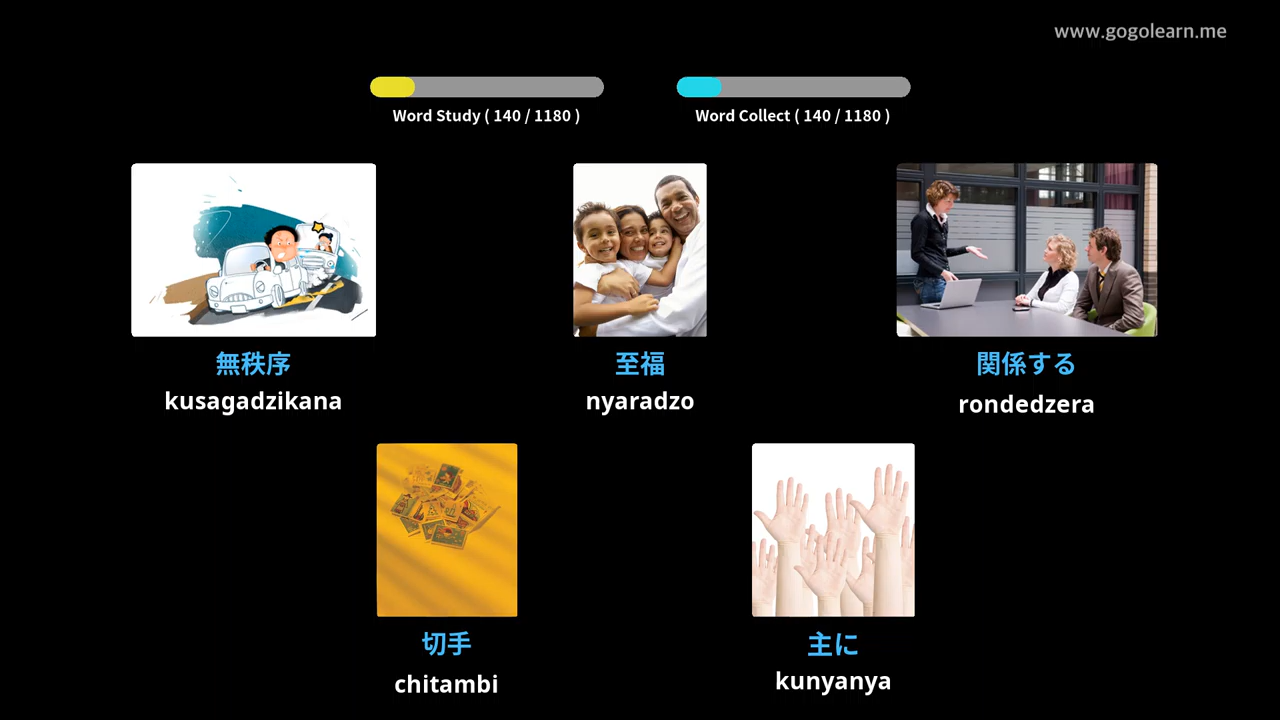 www.gogolearn.me
Word Study ( 140 / 1180 )
Word Collect ( 140 / 1180 )
無秩序
kusagadzikana
至福
nyaradzo
関係する
rondedzera
切手
chitambi
主に
kunyanya